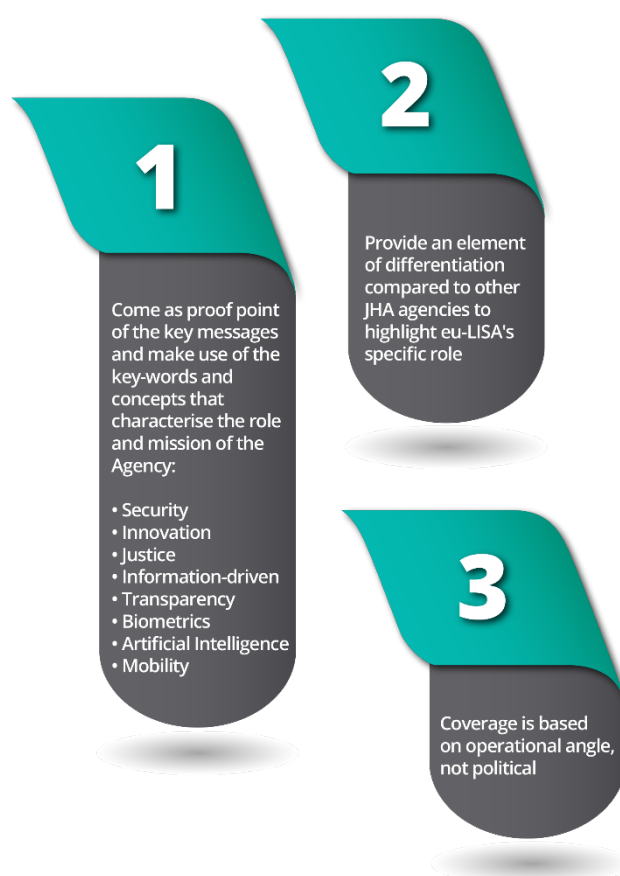 1
Come as proof point
of the key messages
and make use of the
key-words and
concepts that
characterise the role
and mission of the
Agency:
• Security
• Innovation
• Justice
• Information-driven
• Transparency
• Biometrics
• Artificial Intelligence
• Mobility
2
Provide an element
of differentiation
compared to other
JHA agencies to
highlight eu-LISA's
specific role
3
Coverage is based
on operational angle,
not political